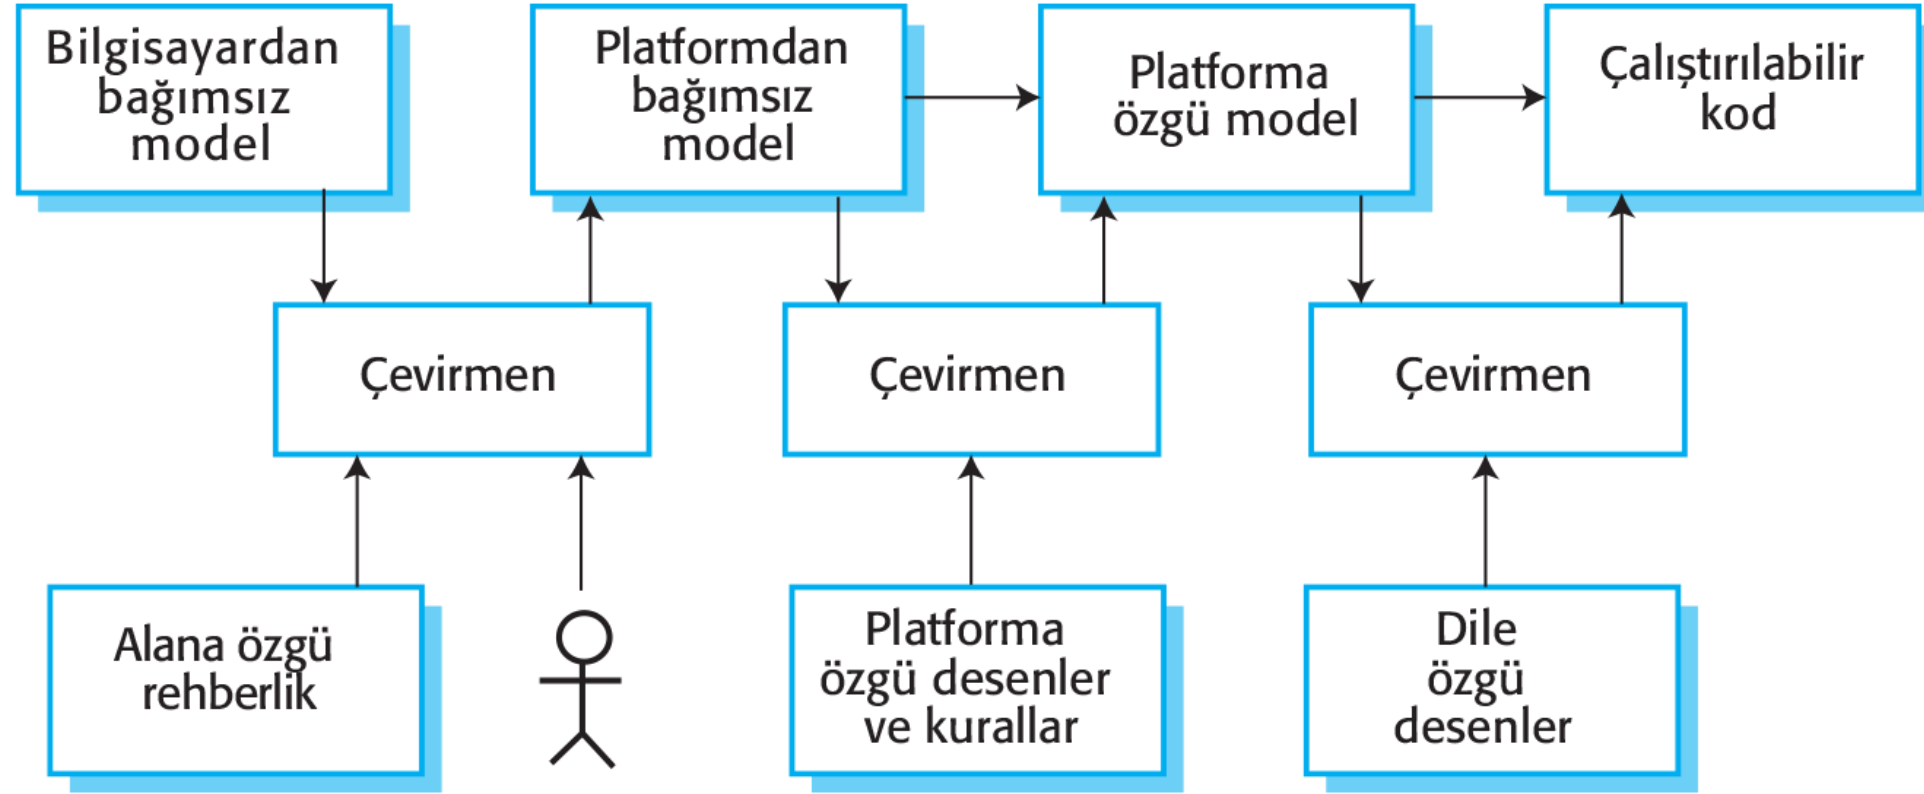 Bilgisayardan
bağımsız
model
Platformdan
bağımsız
model
Platforma
özgü model
Çalıştırılabilir
kod
Çevirmen
Çevirmen
Çevirmen
Alana özgü
rehberlik
Platforma
özgü desenler
ve kurallar
Dile
özgü
desenler